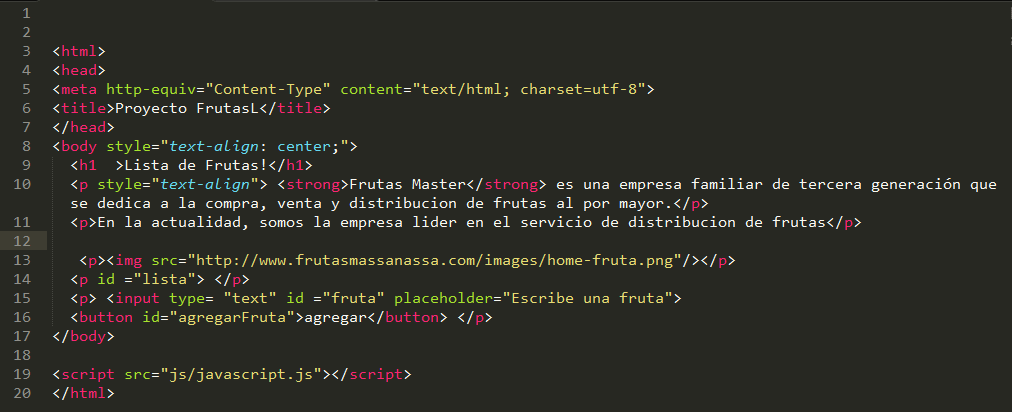 1
2
3 <html>
4 <head>
5 <meta http-equiv="Content-Type" content="text/html; charset=utf-8">
6 <title>Proyecto FrutasL</title>
7 </head>
8 <body style="text-align: center;">
9 <h1  >Lista de Frutas!</h1>
10 <p style="text-align"> <strong>Frutas Master</strong> es una empresa familiar de tercera generación que
se dedica a la compra, venta y distribucion de frutas al por mayor.</p>
11 <p>En la actualidad, somos la empresa lider en el servicio de distribucion de frutas</p>
12
13 <p><img src="http://www.frutasmassanassa.com/images/home-fruta.png"/></p>
14 <p id ="lista"> </p>
15 <p> <input type= "text" id ="fruta" placeholder="Escribe una fruta">
16 <button id="agregarFruta">agregar</button> </p>
17 </body>
18
19 <script src="js/javascript.js"></script>
20 </html>